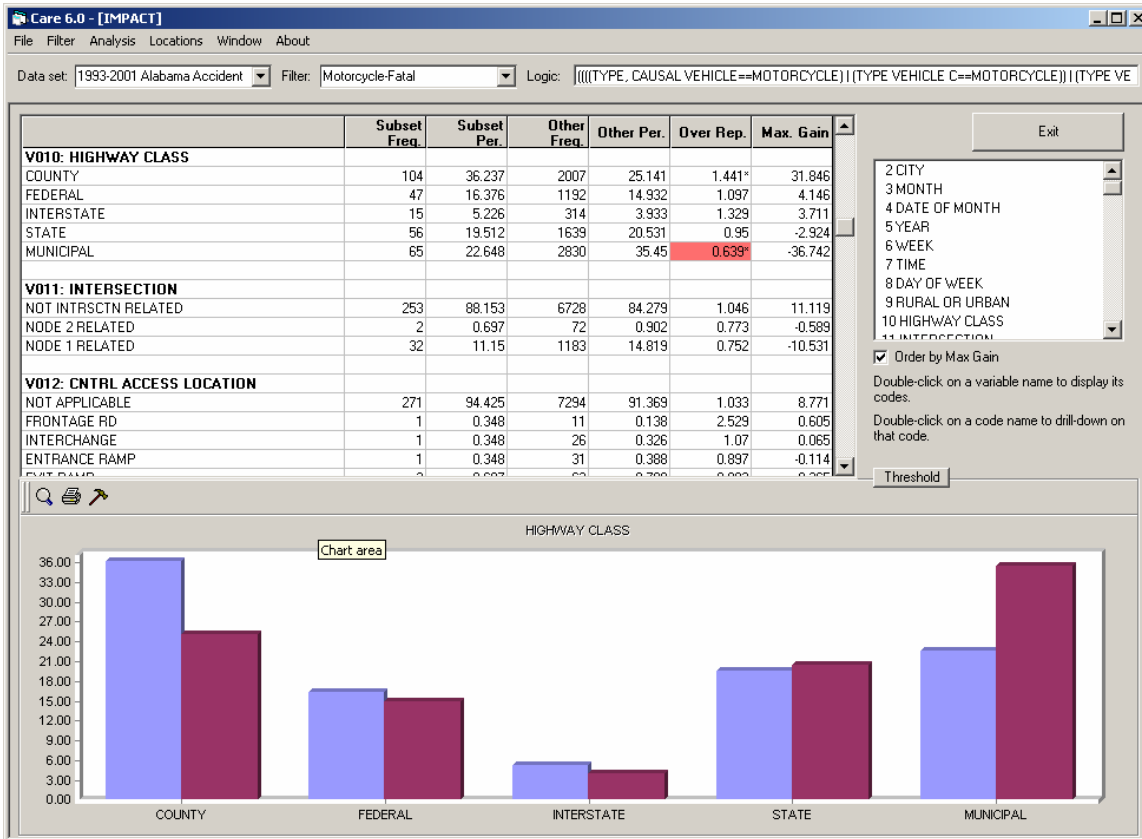 Care 6.0 - [IMPACT]
File Filter Analysis Locations Window About
Data set: 1993-2001 Alabama Accident Filter: Motorcycle-Fatal Logic: ((((TYPE, CAUSAL VEHICLE==MOTORCYCLE) | (TYPE VEHICLE C==MOTORCYCLE)) | (TYPE VE
Subset Freq. Subset Per. Other Freq. Other Per. Over Rep. Max. Gain
V010: HIGHWAY CLASS
COUNTY 104 36.237 2007 25.141 1.441* 31.846
FEDERAL 47 16.376 1192 14.932 1.097 4.146
INTERSTATE 15 5.226 314 3.933 1.329 3.711
STATE 56 19.512 1639 20.531 0.95 -2.924
MUNICIPAL 65 22.648 2830 35.45 0.639* -36.742
V011: INTERSECTION
NOT INTRSCTN RELATED 253 88.153 6728 84.279 1.046 11.119
NODE 2 RELATED 2 0.697 72 0.902 0.773 -0.589
NODE 1 RELATED 32 11.15 1183 14.819 0.752 -10.531
V012: CNTRL ACCESS LOCATION
NOT APPLICABLE 271 94.425 7294 91.369 1.033 8.771
FRONTAGE RD 1 0.348 11 0.138 2.529 0.605
INTERCHANGE 1 0.348 26 0.326 1.07 0.065
ENTRANCE RAMP 1 0.348 31 0.388 0.897 -0.114
Exit
2 CITY
3 MONTH
4 DATE OF MONTH
5 YEAR
6 WEEK
7 TIME
8 DAY OF WEEK
9 RURAL OR URBAN
10 HIGHWAY CLASS
11 INTERSECTION
Order by Max Gain
Double-click on a variable name to display its
codes.
Double-click on a code name to drill-down on
that code.
Threshold
HIGHWAY CLASS
Chart area
36.00
33.00
30.00
27.00
24.00
21.00
18.00
15.00
12.00
9.00
6.00
3.00
0.00
COUNTY FEDERAL INTERSTATE STATE MUNICIPAL